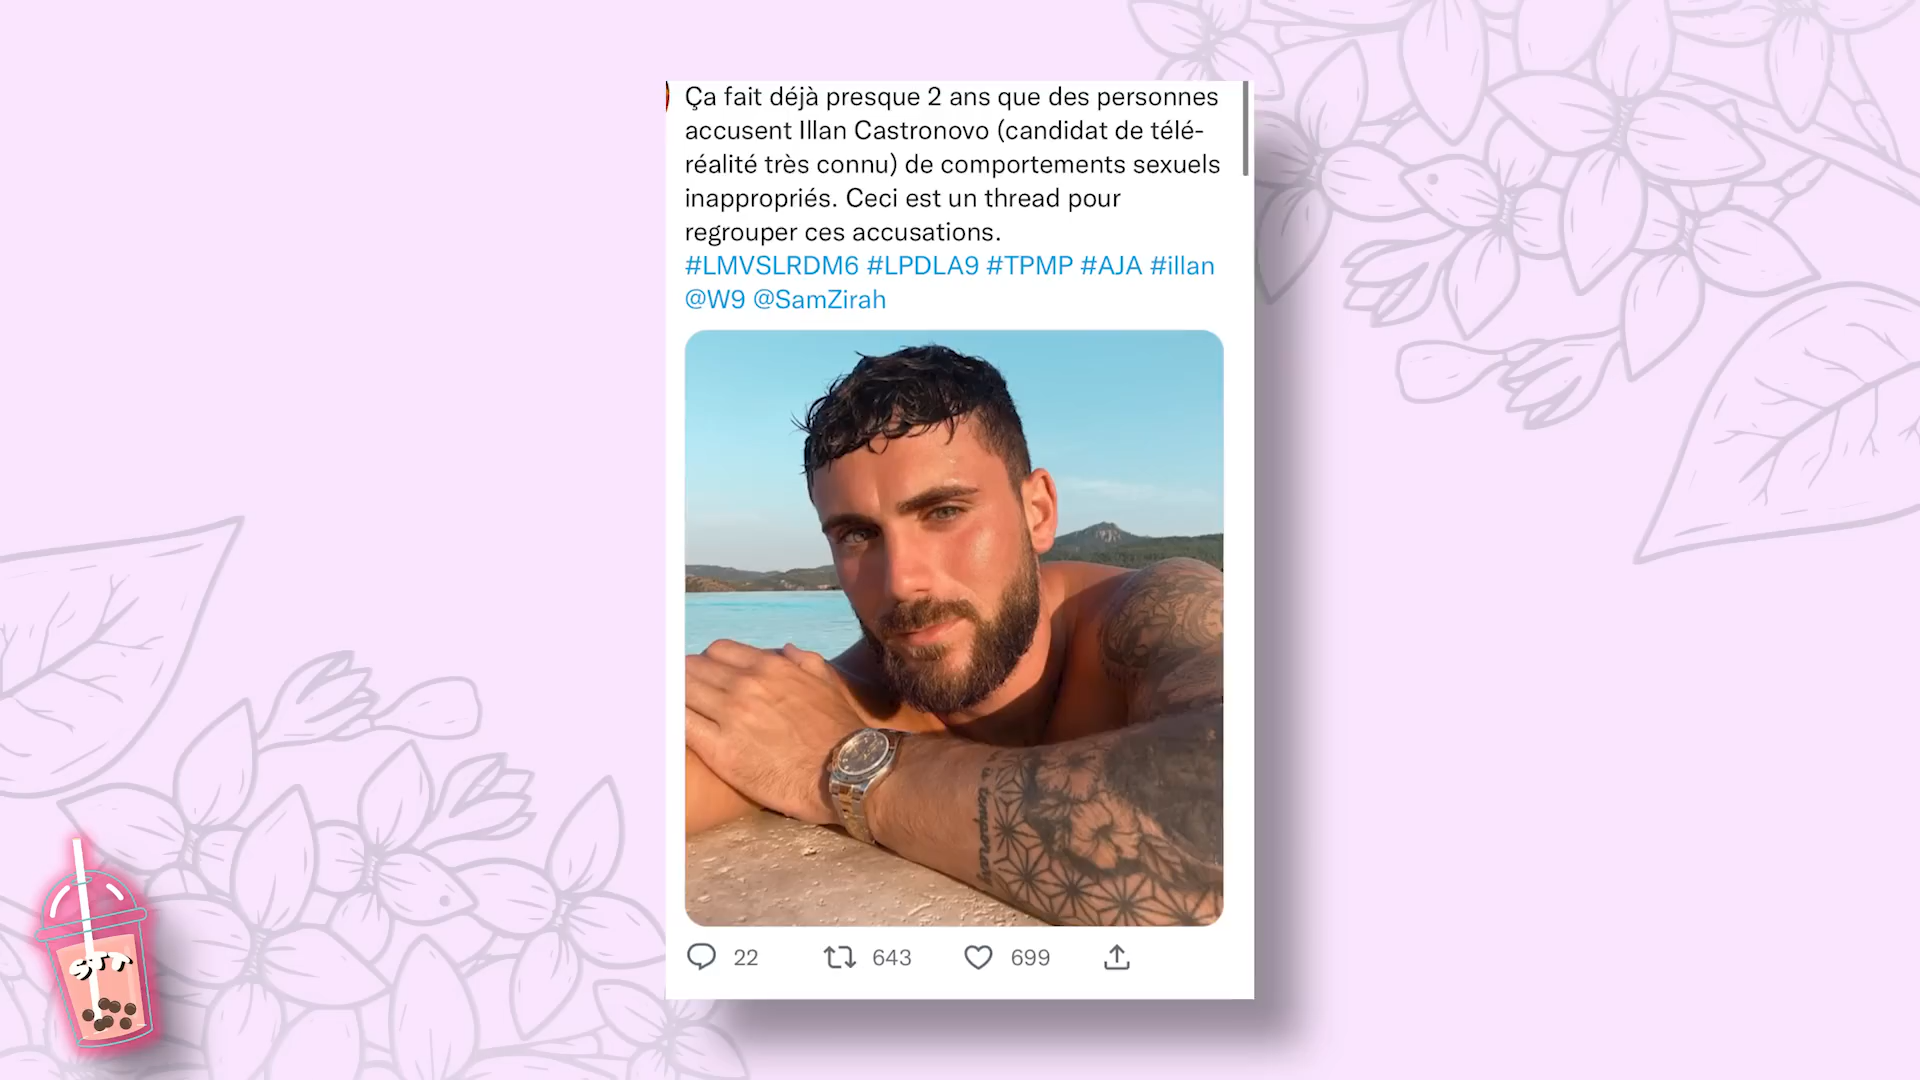 Ça fait déjà presque 2 ans que des personnes
accusent Illan Castronovo (candidat de télé-
réalité très connu) de comportements sexuels
inappropriés. Ceci est un thread pour
regrouper ces accusations.
#LMVSLRDM6 #LPDLA9 #TPMP #AJA #illan
@W9 @SamZirah
22 643 699
STT